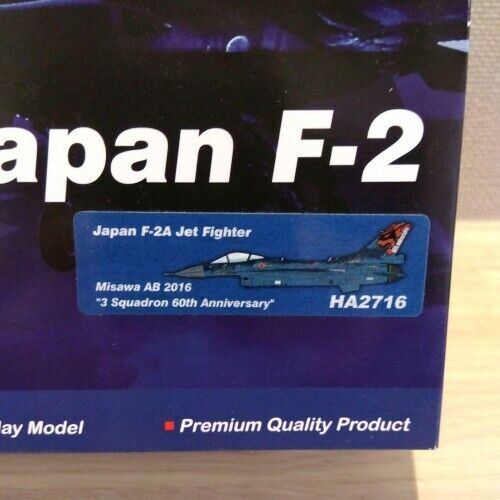 apan F-2
Japan F-2A Jet Fighter
Misawa AB 2016
"3 Squadron 60th Anniversary"
HA2716
lay Model
Premium Quality Product